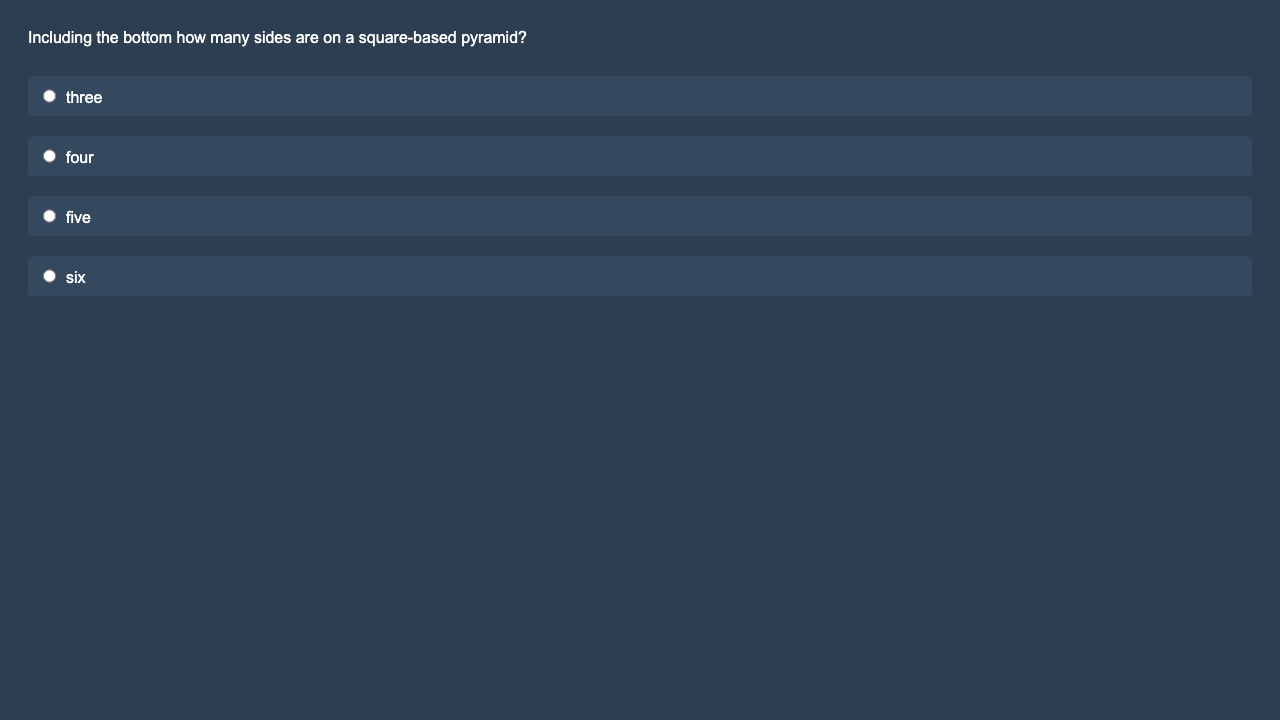 Including the bottom how many sides are on a square-based pyramid?
three
four
five
six